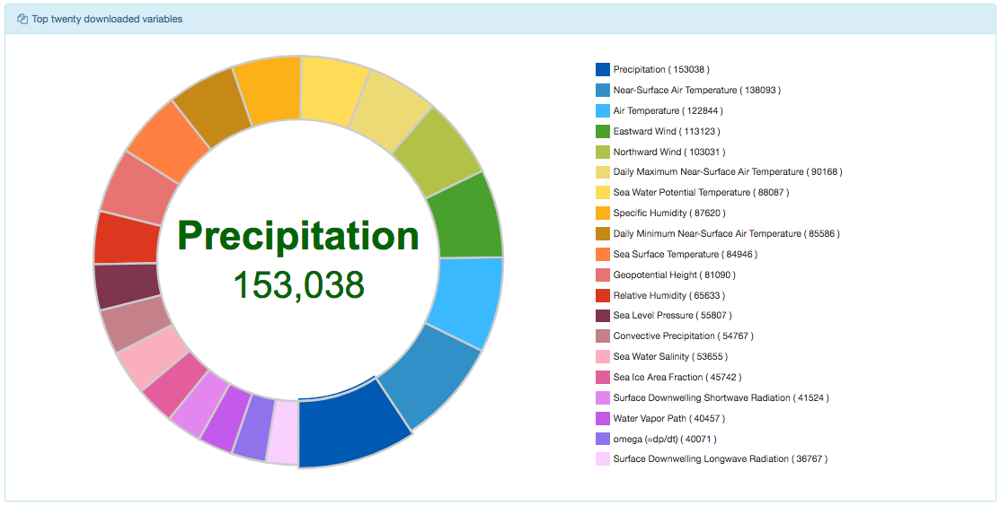 Top twenty downloaded variables
Precipitation
153,038
Precipitation ( 153038 )
Near-Surface Air Temperature ( 138093 )
Air Temperature ( 122844 )
Eastward Wind ( 113123 )
Northward Wind ( 103031 )
Daily Maximum Near-Surface Air Temperature ( 90168 )
Sea Water Potential Temperature ( 88087 )
Specific Humidity ( 87620 )
Daily Minimum Near-Surface Air Temperature ( 85586 )
Sea Surface Temperature ( 84946 )
Geopotential Height ( 81090 )
Relative Humidity ( 65633 )
Sea Level Pressure ( 55807 )
Convective Precipitation ( 54767 )
Sea Water Salinity ( 53655 )
Sea Ice Area Fraction ( 45742 )
Surface Downwelling Shortwave Radiation ( 41524 )
Water Vapor Path ( 40457 )
omega (=dp/dt) ( 40071 )
Surface Downwelling Longwave Radiation ( 36767 )